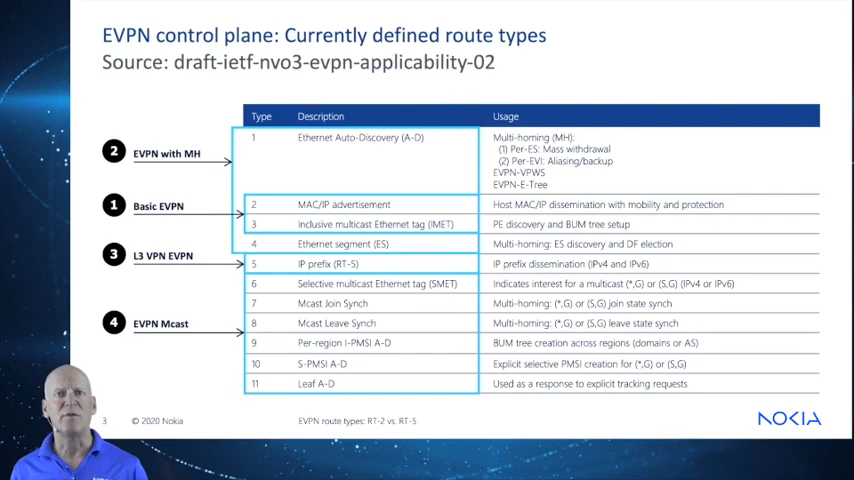 EVPN control plane: Currently defined route types
Source: draft-ietf-nvo3-evpn-applicability-02
Type Description Usage
1 Ethernet Auto-Discovery (A-D) Multi-homing (MH):
(1) Per-ES: Mass withdrawal
(2) Per-EVI: Aliasing/backup
EVPN-VPWS
EVPN-E-Tree
2 EVPN with MH
2 MAC/IP advertisement Host MAC/IP dissemination with mobility and protection
1 Basic EVPN
3 Inclusive multicast Ethernet tag (IMET) PE discovery and BUM tree setup
4 Ethernet segment (ES) Multi-homing: ES discovery and DF election
3 L3 VPN EVPN
5 IP prefix (RT-5) IP prefix dissemination (IPv4 and IPv6)
6 Selective multicast Ethernet tag (SMET) Indicates interest for a multicast (*,G) or (S,G) (IPv4 or IPv6)
7 Mcast Join Synch Multi-homing: (*,G) or (S,G) join state synch
4 EVPN Mcast
8 Mcast Leave Synch Multi-homing: (*,G) or (S,G) leave state synch
9 Per-region I-PMSI A-D BUM tree creation across regions (domains or AS)
10 S-PMSI A-D Explicit selective PMSI creation for (*,G) or (S,G)
11 Leaf A-D Used as a response to explicit tracking requests
3 © 2020 Nokia EVPN route types: RT-2 vs. RT-5 NOKIA